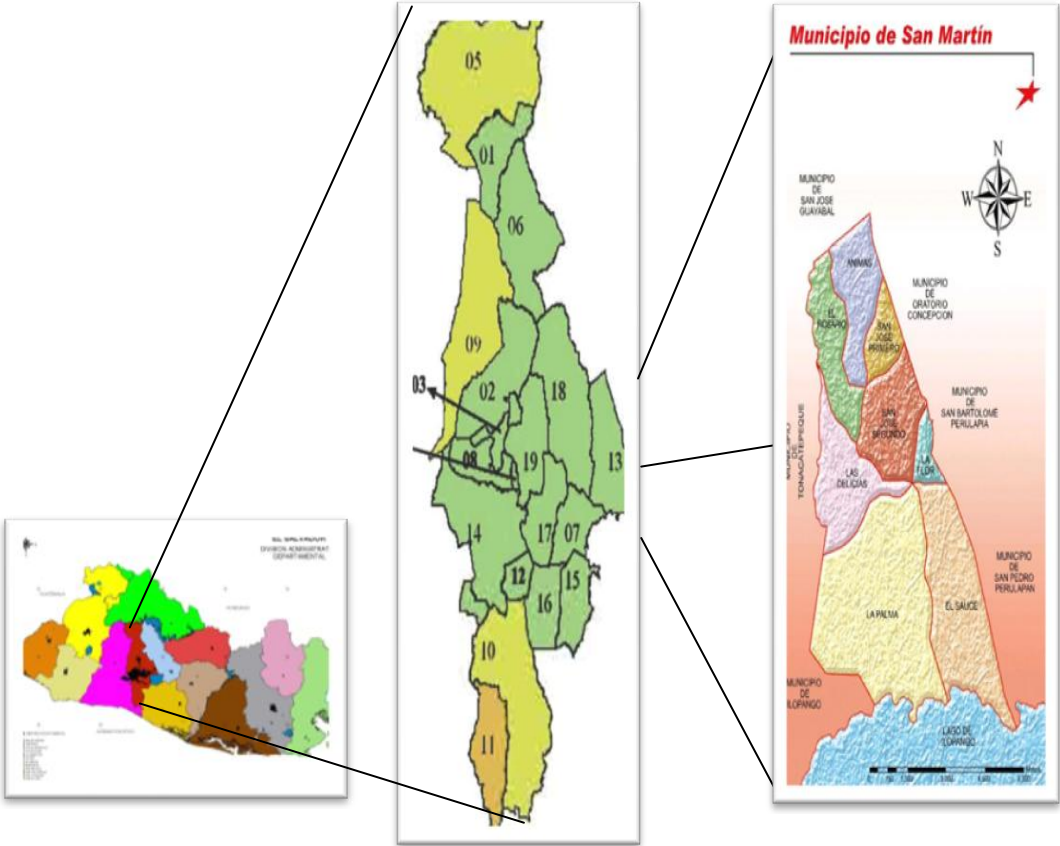 DIVISION ADMINISTRAT
DEPARTAMENTAL
05
01
06
09
03
02
18
08
19
13
14
17
07
12
15
16
10
11
Municipio de San Martín
N
W
E
S
MUNICIPIO
DE
SAN JOSE
GUAYABAL
ANIMAS
MUNICIPIO
DE
ORATORIO
CONCEPCION
EL
ROSARIO
SAN
JOSE
PRIMERO
MUNICIPIO
DE
SAN BARTOLOME
PERULAPIA
SAN
JOSE
SEGUNDO
LA
FLOR
MUNICIPIO
DE
TONACATEPEQUE
LAS
DELICIAS
MUNICIPIO
DE
SAN PEDRO
PERULAPAN
LA PALMA
EL SAUCE
MUNICIPIO
DE
ILOPANGO
LAGO DE
ILOPANGO